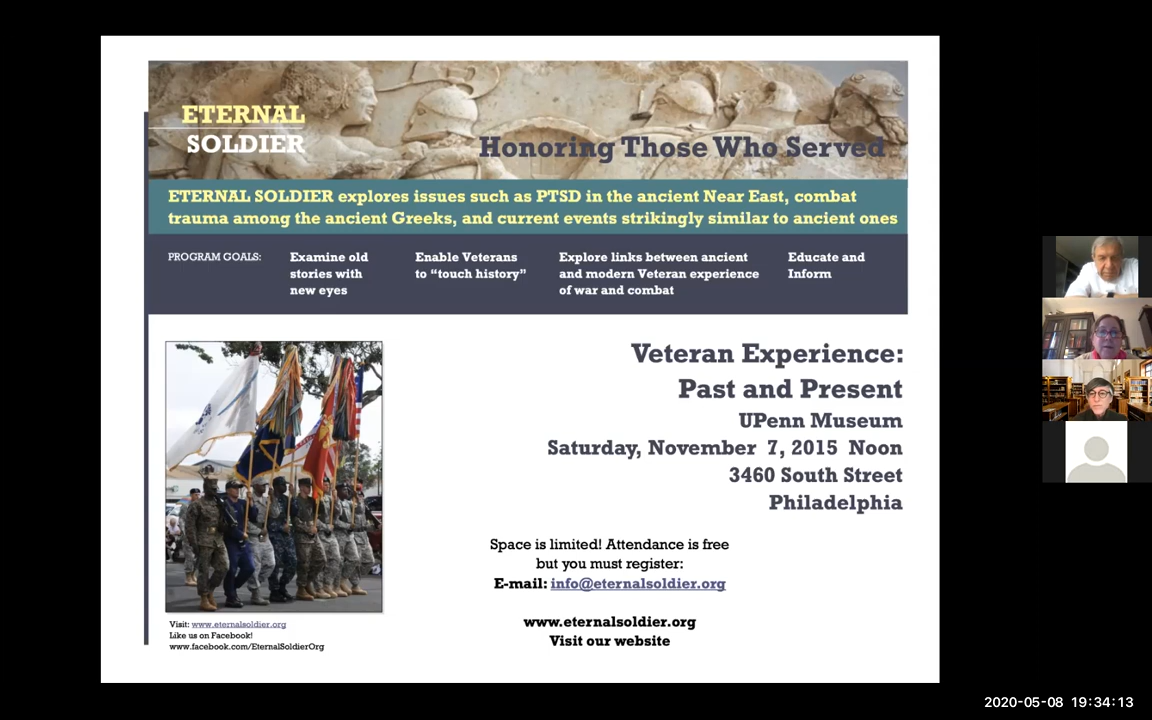 ETERNAL
SOLDIER
Honoring Those Who Served
ETERNAL SOLDIER explores issues such as PTSD in the ancient Near East, combat
trauma among the ancient Greeks, and current events strikingly similar to ancient ones
PROGRAM GOALS:
Examine old
stories with
new eyes
Enable Veterans
to “touch history”
Explore links between ancient
and modern Veteran experience
of war and combat
Educate and
Inform
Veteran Experience:
Past and Present
UPenn Museum
Saturday, November 7, 2015 Noon
3460 South Street
Philadelphia
Space is limited! Attendance is free
but you must register:
E-mail: info@eternalsoldier.org
www.eternalsoldier.org
Visit our website
Visit: www.eternalsoldier.org
Like us on Facebook!
www.facebook.com/EternalSoldierOrg
2020-05-08 19:34:13